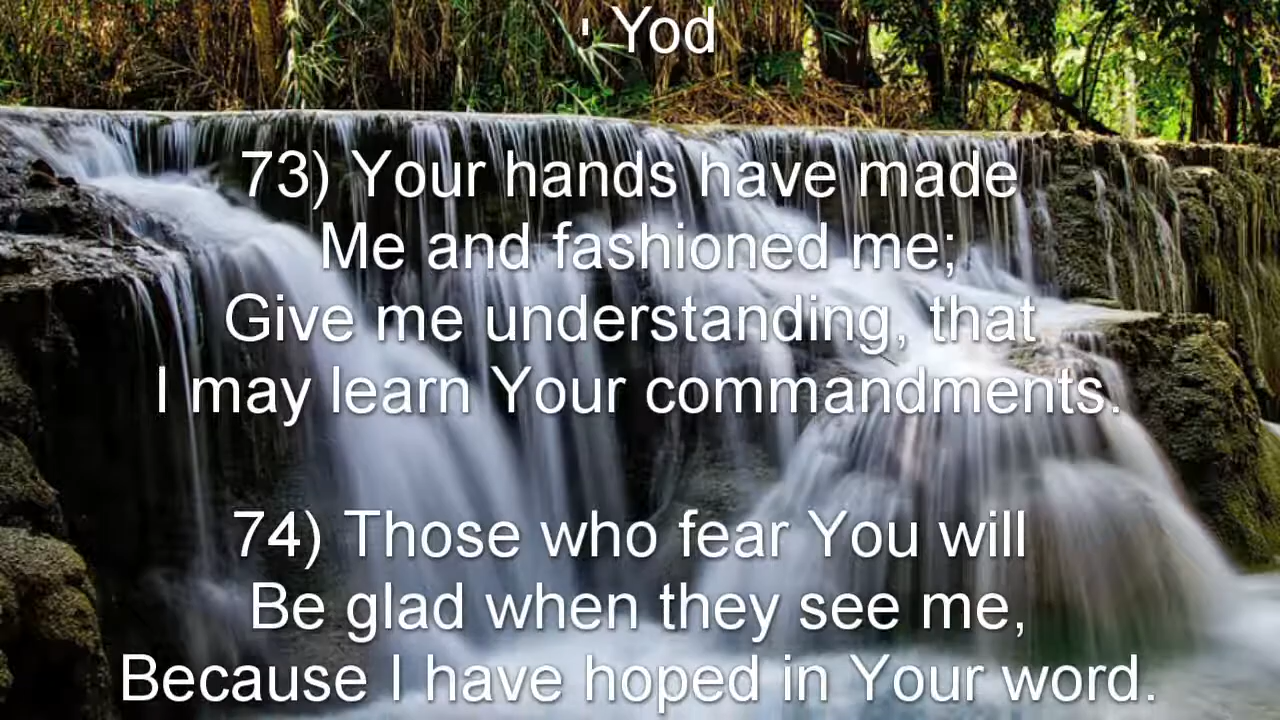 י Yod
73) Your hands have made
Me and fashioned me;
Give me understanding, that
I may learn Your commandments.
74) Those who fear You will
Be glad when they see me,
Because I have hoped in Your word.